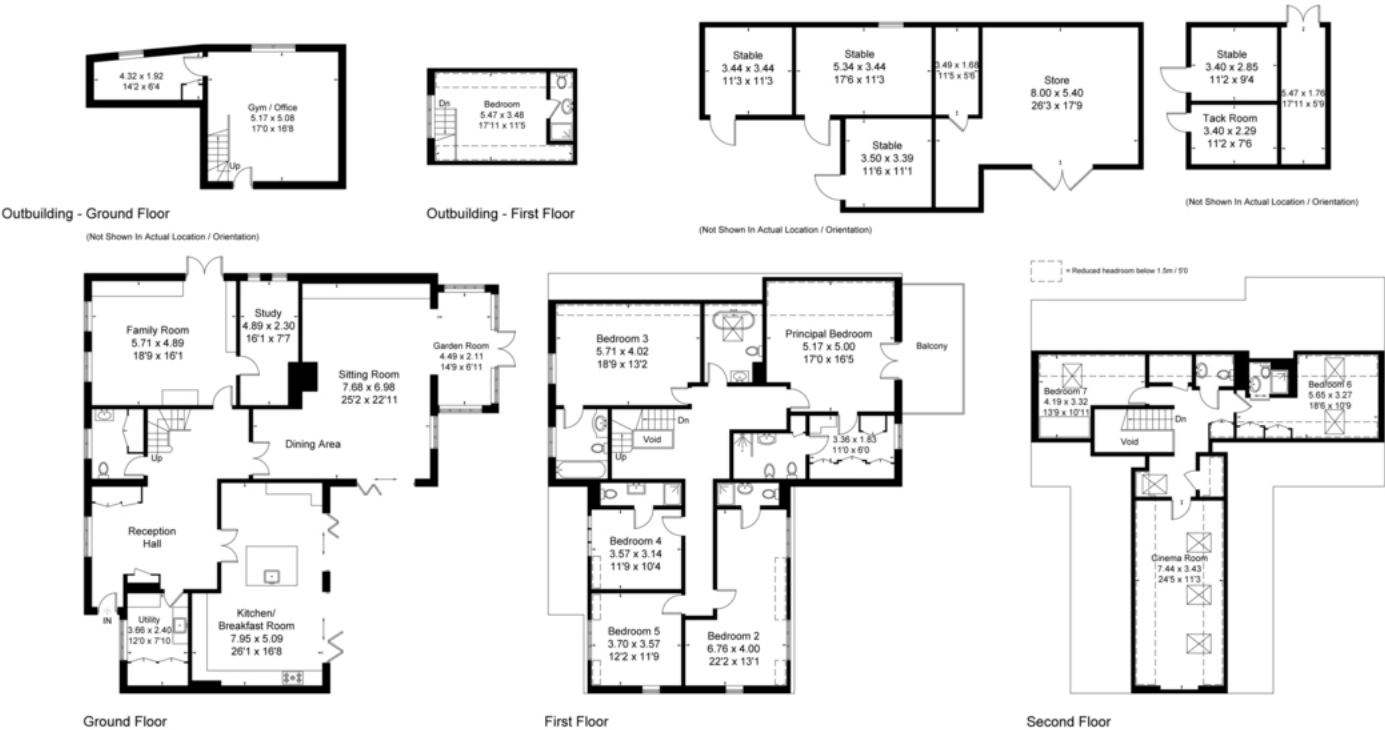 4.32 x 1.92
14'2 x 6'4
Gym / Office
5.17 x 5.08
17'0 x 16'8
Up
Outbuilding - Ground Floor
(Not Shown In Actual Location / Orientation)
Dn
Bedroom
5.47 x 3.48
17'11 x 11'5
Outbuilding - First Floor
Stable
3.44 x 3.44
11'3 x 11'3
Stable
5.34 x 3.44
17'6 x 11'3
3.49 x 1.68
11'5 x 5'6
Store
8.00 x 5.40
26'3 x 17'9
Stable
3.50 x 3.39
11'6 x 11'1
(Not Shown In Actual Location / Orientation)
Stable
3.40 x 2.85
11'2 x 9'4
5.47 x 1.76
17'11 x 5'9
Tack Room
3.40 x 2.29
11'2 x 7'6
(Not Shown In Actual Location / Orientation)
Family Room
5.71 x 4.89
18'9 x 16'1
Study
4.89 x 2.30
16'1 x 7'7
Sitting Room
7.68 x 6.98
25'2 x 22'11
Garden Room
4.49 x 2.11
14'9 x 6'11
Dining Area
Up
Reception
Hall
IN
Utility
3.66 x 2.40
12'0 x 7'10
Kitchen/
Breakfast Room
7.95 x 5.09
26'1 x 16'8
Ground Floor
Bedroom 3
5.71 x 4.02
18'9 x 13'2
Principal Bedroom
5.17 x 5.00
17'0 x 16'5
Balcony
Dn
Void
Up
3.36 x 1.83
11'0 x 6'0
Bedroom 4
3.57 x 3.14
11'9 x 10'4
Bedroom 5
3.70 x 3.57
12'2 x 11'9
Bedroom 2
6.76 x 4.00
22'2 x 13'1
First Floor
= Reduced headroom below 1.5m / 5'0
Bedroom 7
4.19 x 3.32
13'9 x 10'11
Bedroom 6
5.65 x 3.27
18'6 x 10'9
Dn
Void
Cinema Room
7.44 x 3.43
24'5 x 11'3
Second Floor